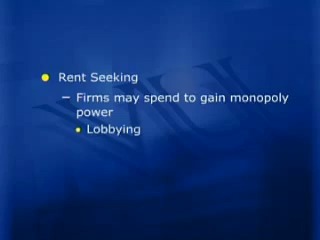 Rent Seeking
– Firms may spend to gain monopoly
power
Lobbying